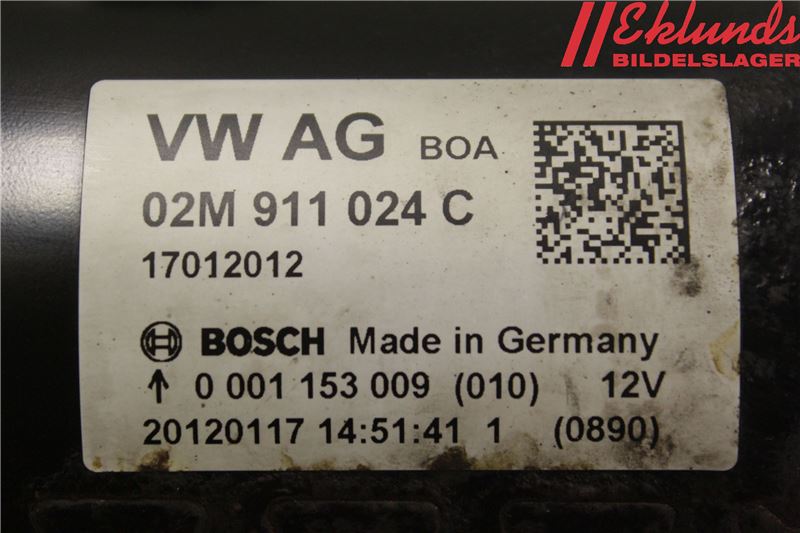 Eklunds
BILDELSLAGER
VW AG BOA
02M 911 024 C
17012012
BOSCH Made in Germany
↑ 0 001 153 009 (010) 12V
20120117 14:51:41 1 (0890)